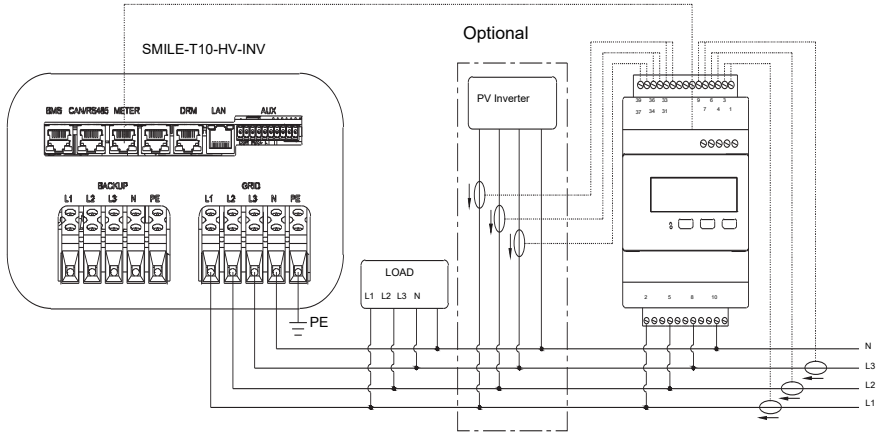 Optional
SMILE-T10-HV-INV
BMS CAN/RS485 METER DRM LAN AUX
PV Inverter
39 36 33 9 6 3
37 34 31 7 4 1
BACKUP
L1 L2 L3 N PE
GRID
L1 L2 L3 N PE
LOAD
L1 L2 L3 N
PE
2 5 8 10
N
L3
L2
L1